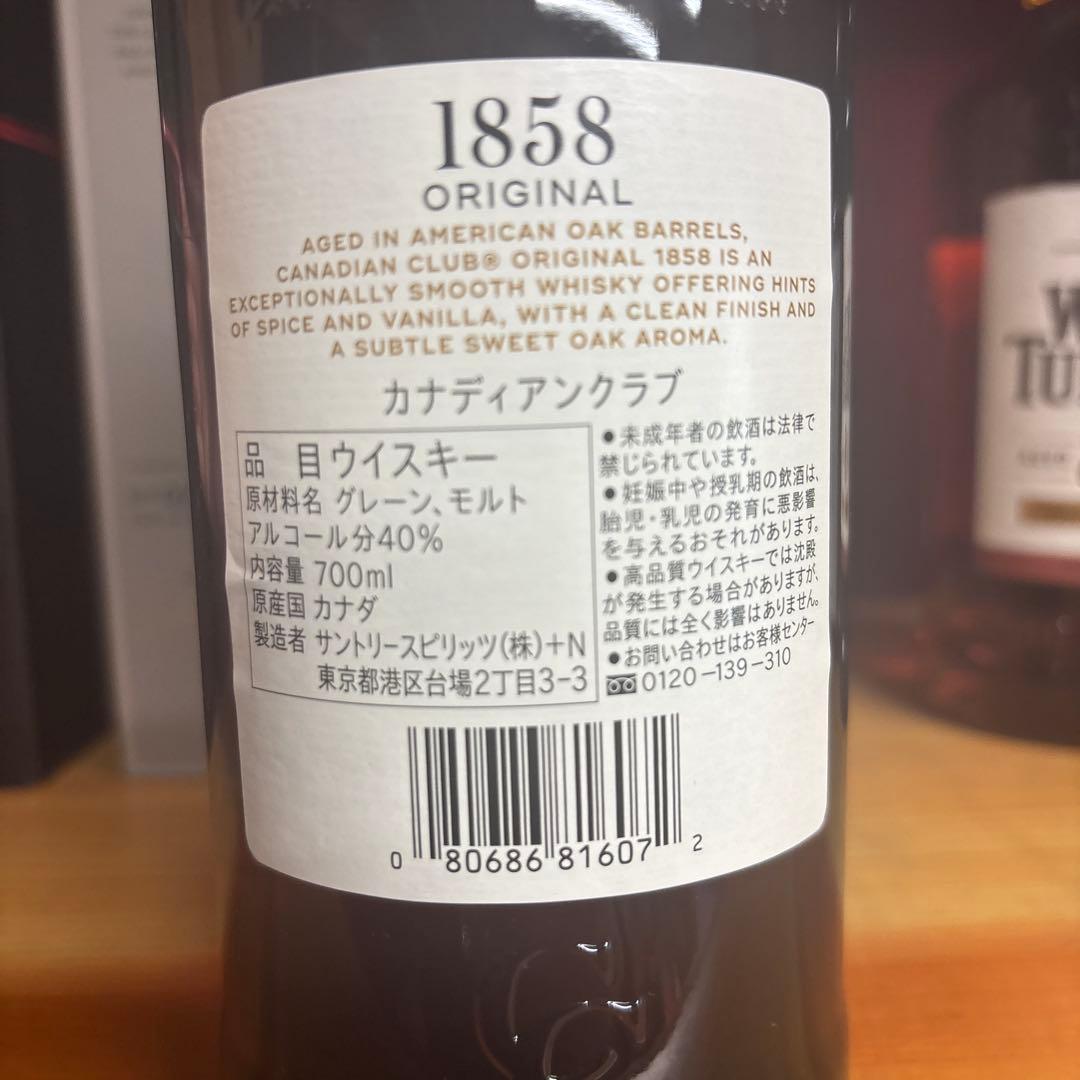 1858
ORIGINAL
AGED IN AMERICAN OAK BARRELS,
CANADIAN CLUB® ORIGINAL 1858 IS AN
EXCEPTIONALLY SMOOTH WHISKY OFFERING HINTS
OF SPICE AND VANILLA, WITH A CLEAN FINISH AND
A SUBTLE SWEET OAK AROMA.
カナディアンクラブ
品 目 ウイスキー
原材料名 グレーン、モルト
アルコール分40%
内容量 700ml
原産国 カナダ
製造者 サントリースピリッツ(株)+N
東京都港区台場2丁目3-3
●未成年者の飲酒は法律で
禁じられています。
●妊娠中や授乳期の飲酒は、
胎児・乳児の発育に悪影響
を与えるおそれがあります。
●高品質ウイスキーでは沈殿
が発生する場合がありますが、
品質には全く影響はありません。
●お問い合わせはお客様センター
0120-139-310
0 80686 81607 2
W
TU